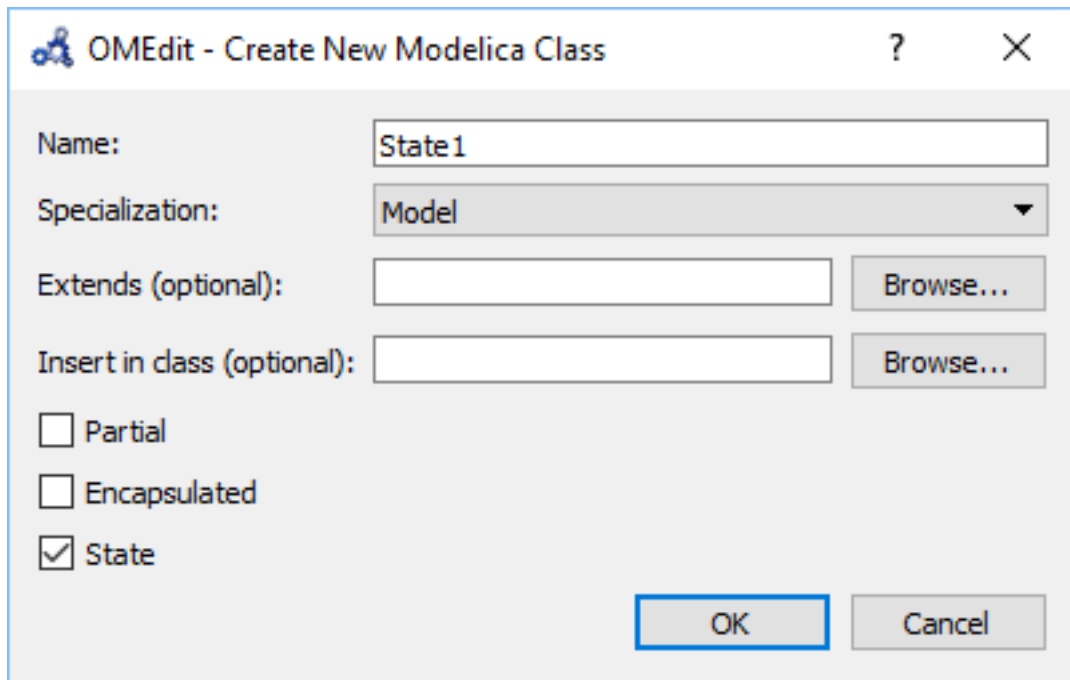 OMEdit - Create New Modelica Class ?
Name: State1
Specialization: Model
Extends (optional): Browse...
Insert in class (optional): Browse...
Partial
Encapsulated
State
OK Cancel